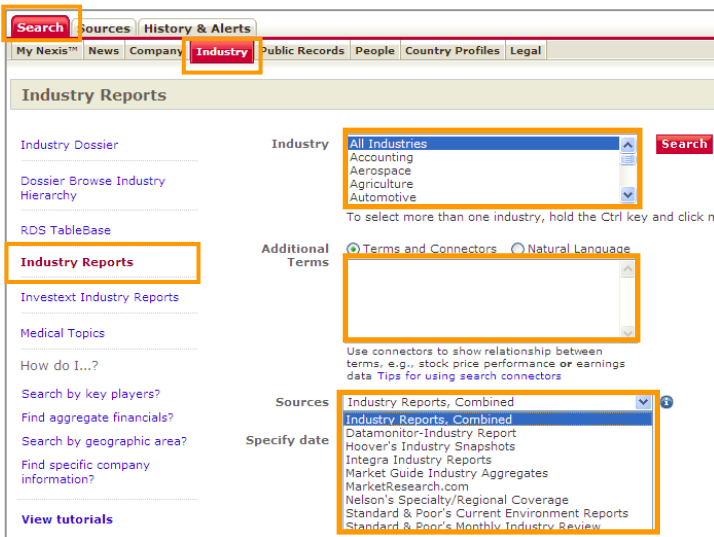 Search Sources History & Alerts
My Nexis™ News Company Industry Public Records People Country Profiles Legal
Industry Reports
Industry Dossier
Dossier Browse Industry
Hierarchy
RDS TableBase
Industry Reports
Investext Industry Reports
Medical Topics
How do I...?
Search by key players?
Find aggregate financials?
Search by geographic area?
Find specific company
information?
View tutorials
Industry
All Industries
Accounting
Aerospace
Agriculture
Automotive
Search
To select more than one industry, hold the Ctrl key and click
Additional
Terms
Terms and Connectors Natural Language
Use connectors to show relationship between
terms, e.g., stock price performance or earnings
data Tips for using search connectors
Sources
Industry Reports, Combined
Specify date
Industry Reports, Combined
Datamonitor-Industry Report
Hoover's Industry Snapshots
Integra Industry Reports
Market Guide Industry Aggregates
MarketResearch.com
Nelson's Specialty/Regional Coverage
Standard & Poor's Current Environment Reports
Standard & Poor's Monthly Industry Review